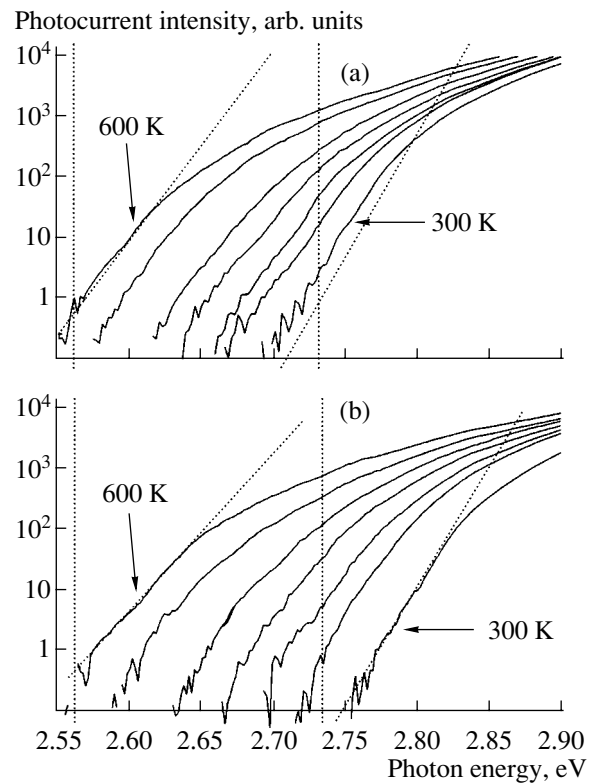 Photocurrent intensity, arb. units
10⁴
(a)
10³
600 K
10²
10
300 K
1
10⁴
(b)
10³
600 K
10²
10
300 K
1
2.55 2.60 2.65 2.70 2.75 2.80 2.85 2.90
Photon energy, eV